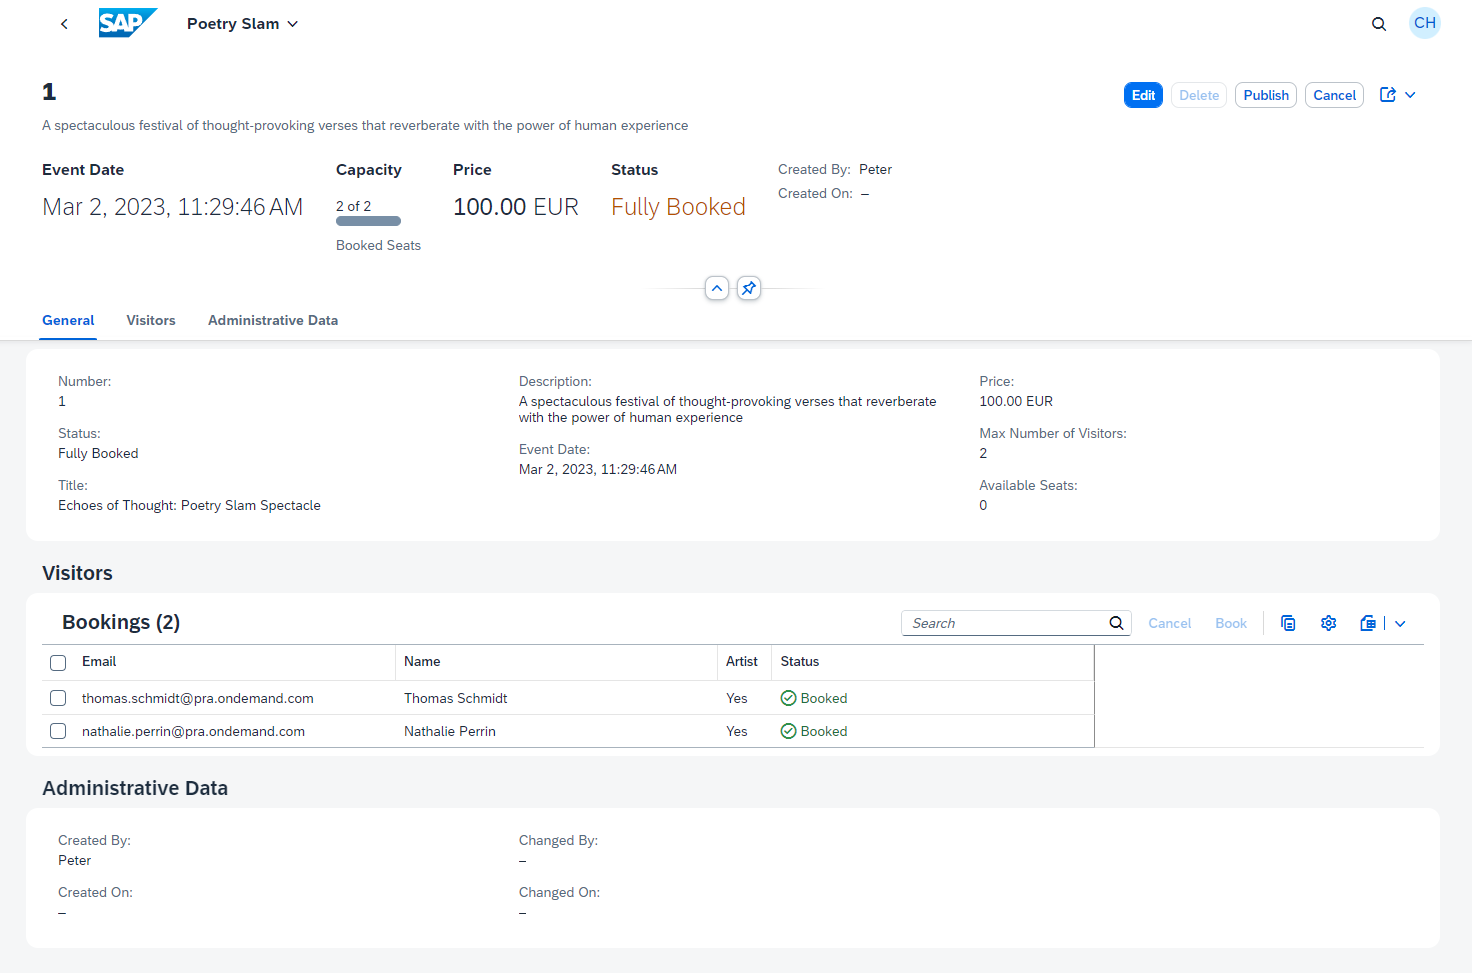 SAP Poetry Slam CH
1
Edit Delete Publish Cancel
A spectaculous festival of thought-provoking verses that reverberate with the power of human experience
Event Date Capacity Price Status
Created By: Peter
Created On: –
Mar 2, 2023, 11:29:46 AM 2 of 2 100.00 EUR Fully Booked
Booked Seats
General Visitors Administrative Data
Number:
1
Status:
Fully Booked
Title:
Echoes of Thought: Poetry Slam Spectacle
Description:
A spectaculous festival of thought-provoking verses that reverberate
with the power of human experience
Event Date:
Mar 2, 2023, 11:29:46 AM
Price:
100.00 EUR
Max Number of Visitors:
2
Available Seats:
0
Visitors
Bookings (2) Search Cancel Book
Email Name Artist Status
thomas.schmidt@pra.ondemand.com Thomas Schmidt Yes Booked
nathalie.perrin@pra.ondemand.com Nathalie Perrin Yes Booked
Administrative Data
Created By:
Peter
Created On:
–
Changed By:
–
Changed On:
–